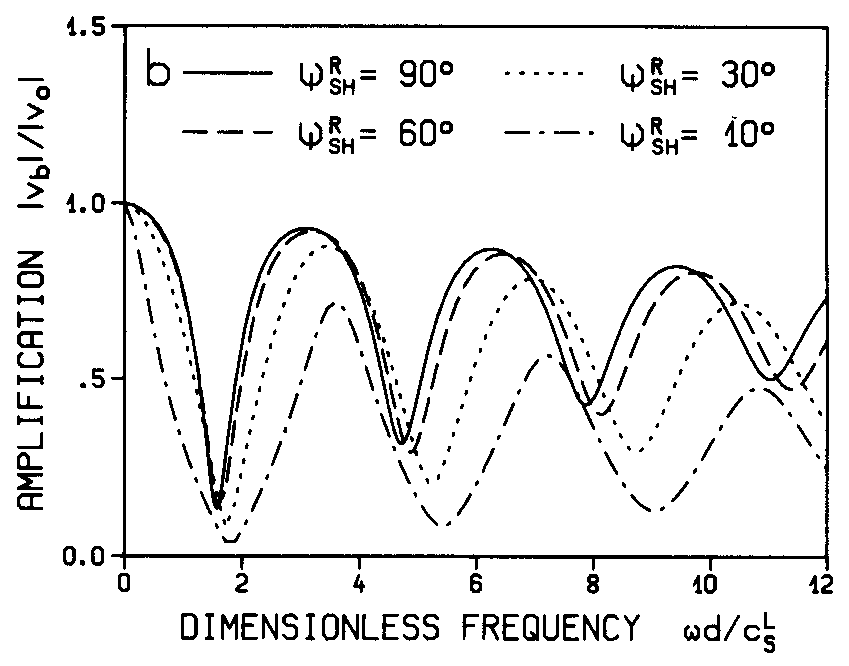 1.5
b ψ^R_SH = 90° ψ^R_SH = 30°
ψ^R_SH = 60° ψ^R_SH = 10°
1.0
.5
0.0
AMPLIFICATION |v_b|/|v_o|
0 2 4 6 8 10 12
DIMENSIONLESS FREQUENCY ωd/c^L_S